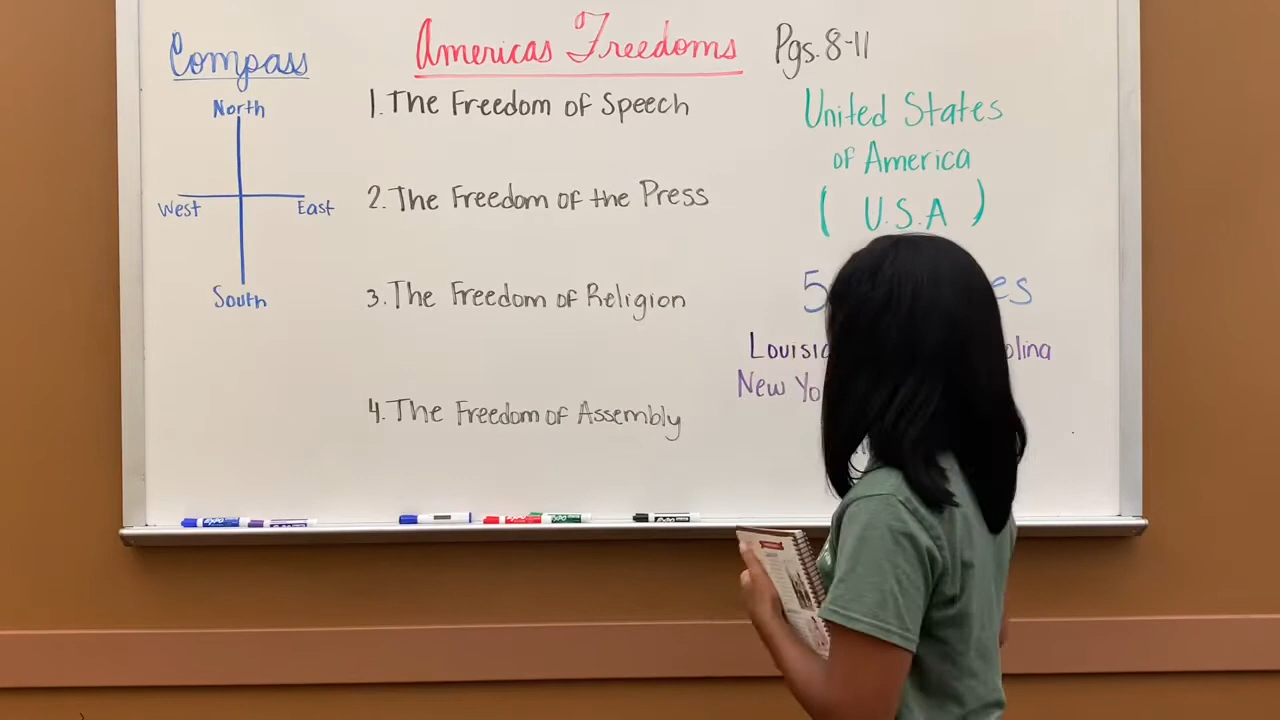 Compass
North
West East
South
Americas Freedoms
1. The Freedom of Speech
2. The Freedom of the Press
3. The Freedom of Religion
4. The Freedom of Assembly
Pgs. 8-11
United States
of America
( U.S.A )
New